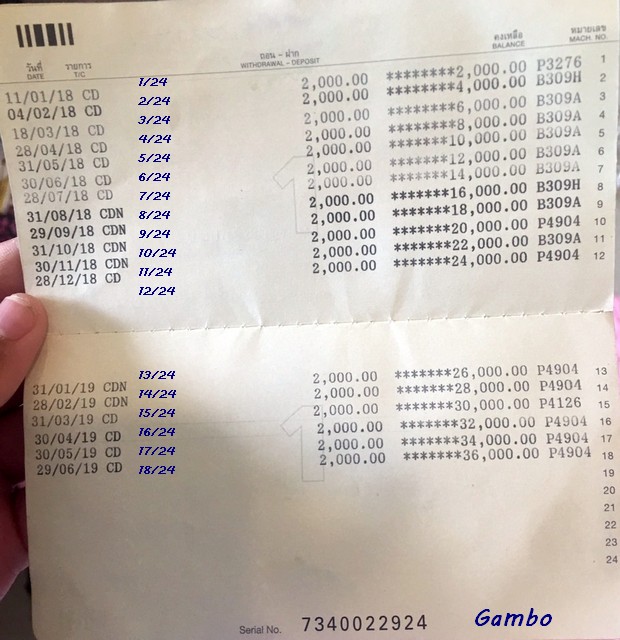 วันที่ รายการ ถอน - ฝาก คงเหลือ หมายเลข
DATE T/C WITHDRAWAL - DEPOSIT BALANCE MACH. NO.
11/01/18 CD 1/24 2,000.00 ********2,000.00 P3276 1
04/02/18 CD 2/24 2,000.00 ********4,000.00 B309H 2
18/03/18 CD 3/24 2,000.00 ********6,000.00 B309A 3
28/04/18 CD 4/24 2,000.00 ********8,000.00 B309A 4
31/05/18 CD 5/24 2,000.00 *******10,000.00 B309A 5
30/06/18 CD 6/24 2,000.00 *******12,000.00 B309A 6
28/07/18 CD 7/24 2,000.00 *******14,000.00 B309A 7
31/08/18 CDN 8/24 2,000.00 *******16,000.00 B309H 8
29/09/18 CDN 9/24 2,000.00 *******18,000.00 B309A 9
31/10/18 CDN 10/24 2,000.00 *******20,000.00 P4904 10
30/11/18 CDN 11/24 2,000.00 *******22,000.00 B309A 11
28/12/18 CD 12/24 2,000.00 *******24,000.00 P4904 12
31/01/19 CDN 13/24 2,000.00 *******26,000.00 P4904 13
28/02/19 CDN 14/24 2,000.00 *******28,000.00 P4904 14
31/03/19 CD 15/24 2,000.00 *******30,000.00 P4126 15
30/04/19 CD 16/24 2,000.00 *******32,000.00 P4904 16
30/05/19 CD 17/24 2,000.00 *******34,000.00 P4904 17
29/06/19 CD 18/24 2,000.00 *******36,000.00 P4904 18
19
20
21
22
23
24
Serial No. 7340022924 Gambo